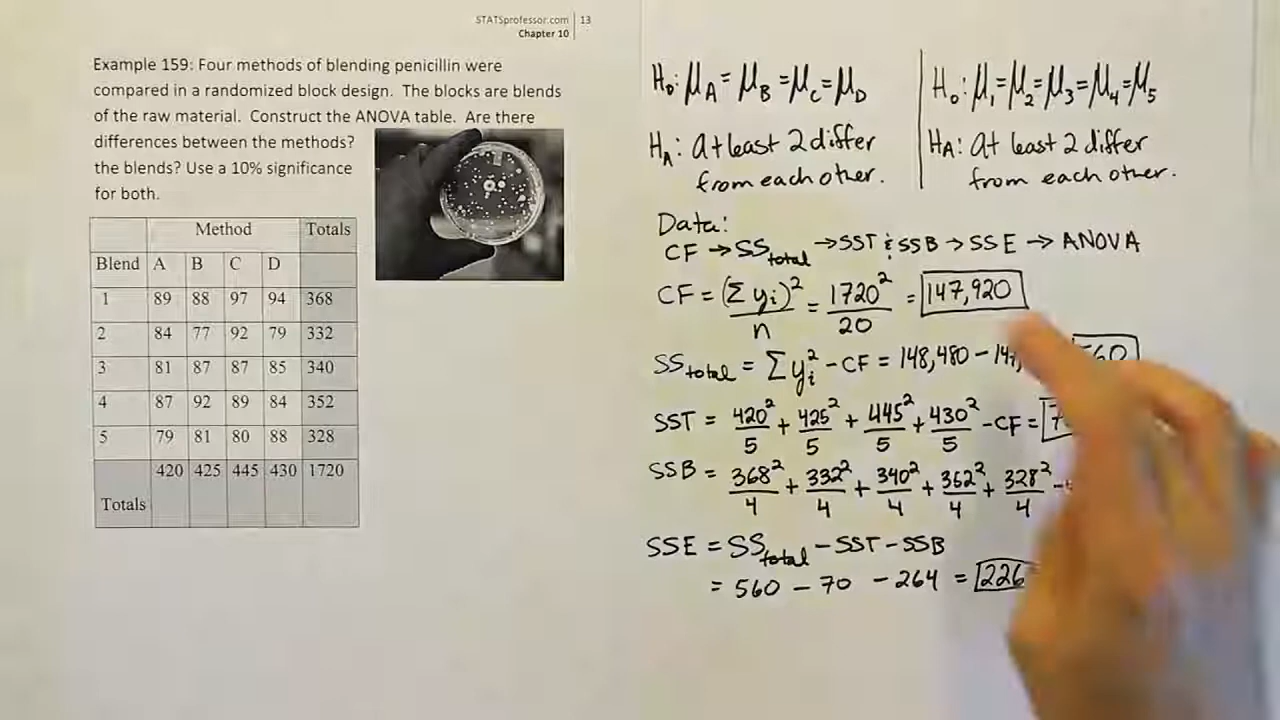 STATSprofessor.com | 13
Chapter 10
Example 159: Four methods of blending penicillin were
compared in a randomized block design. The blocks are blends
of the raw material. Construct the ANOVA table. Are there
differences between the methods?
the blends? Use a 10% significance
for both.
Method Totals
Blend A B C D
1 89 88 97 94 368
2 84 77 92 79 332
3 81 87 87 85 340
4 87 92 89 84 352
5 79 81 80 88 328
420 425 445 430 1720
Totals
H₀: μA = μB = μC = μD
HA: At least 2 differ
from each other.
H₀: μ₁ = μ₂ = μ₃ = μ₄ = μ₅
HA: At least 2 differ
from each other.
Data:
CF → SStotal → SST & SSB → SSE → ANOVA
CF = (Σ yi)² / n = 1720² / 20 = 147,920
SStotal = Σ yi² - CF = 148,480 - 560
SST = 420²/5 + 425²/5 + 445²/5 + 430²/5 - CF =
SSB = 368²/4 + 332²/4 + 340²/4 + 362²/4 + 328²/4 -
SSE = SStotal - SST - SSB
= 560 - 70 - 264 = 226